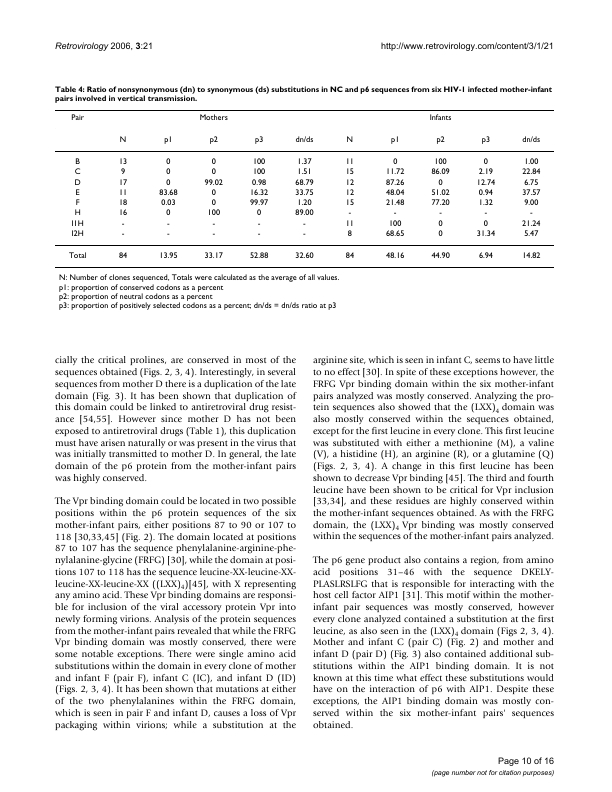 Retrovirology 2006, 3:21 http://www.retrovirology.com/content/3/1/21
Table 4: Ratio of nonsynonymous (dn) to synonymous (ds) substitutions in NC and p6 sequences from six HIV-1 infected mother-infant
pairs involved in vertical transmission.
Pair Mothers Infants
N p1 p2 p3 dn/ds N p1 p2 p3 dn/ds
B 13 0 0 100 1.37 11 0 100 0 1.00
C 9 0 0 100 1.51 15 11.72 86.09 2.19 22.84
D 17 0 99.02 0.98 68.79 12 87.26 0 12.74 6.75
E 11 83.68 0 16.32 33.75 12 48.04 51.02 0.94 37.57
F 18 0.03 0 99.97 1.20 15 21.48 77.20 1.32 9.00
H 16 0 100 0 89.00 - - - - -
I1H - - - - - 11 100 0 0 21.24
I2H - - - - - 8 68.65 0 31.34 5.47
Total 84 13.95 33.17 52.88 32.60 84 48.16 44.90 6.94 14.82
N: Number of clones sequenced, Totals were calculated as the average of all values.
p1: proportion of conserved codons as a percent
p2: proportion of neutral codons as a percent
p3: proportion of positively selected codons as a percent; dn/ds = dn/ds ratio at p3
cially the critical prolines, are conserved in most of the
sequences obtained (Figs. 2, 3, 4). Interestingly, in several
sequences from mother D there is a duplication of the late
domain (Fig. 3). It has been shown that duplication of
this domain could be linked to antiretroviral drug resist-
ance [54,55]. However since mother D has not been
exposed to antiretroviral drugs (Table 1), this duplication
must have arisen naturally or was present in the virus that
was initially transmitted to mother D. In general, the late
domain of the p6 protein from the mother-infant pairs
was highly conserved.
The Vpr binding domain could be located in two possible
positions within the p6 protein sequences of the six
mother-infant pairs, either positions 87 to 90 or 107 to
118 [30,33,45] (Fig. 2). The domain located at positions
87 to 107 has the sequence phenylalanine-arginine-phe-
nylalanine-glycine (FRFG) [30], while the domain at posi-
tions 107 to 118 has the sequence leucine-XX-leucine-XX-
leucine-XX-leucine-XX ((LXX)4)[45], with X representing
any amino acid. These Vpr binding domains are responsi-
ble for inclusion of the viral accessory protein Vpr into
newly forming virions. Analysis of the protein sequences
from the mother-infant pairs revealed that while the FRFG
Vpr binding domain was mostly conserved, there were
some notable exceptions. There were single amino acid
substitutions within the domain in every clone of mother
and infant F (pair F), infant C (IC), and infant D (ID)
(Figs. 2, 3, 4). It has been shown that mutations at either
of the two phenylalanines within the FRFG domain,
which is seen in pair F and infant D, causes a loss of Vpr
packaging within virions; while a substitution at the
arginine site, which is seen in infant C, seems to have little
to no effect [30]. In spite of these exceptions however, the
FRFG Vpr binding domain within the six mother-infant
pairs analyzed was mostly conserved. Analyzing the pro-
tein sequences also showed that the (LXX)4 domain was
also mostly conserved within the sequences obtained,
except for the first leucine in every clone. This first leucine
was substituted with either a methionine (M), a valine
(V), a histidine (H), an arginine (R), or a glutamine (Q)
(Figs. 2, 3, 4). A change in this first leucine has been
shown to decrease Vpr binding [45]. The third and fourth
leucine have been shown to be critical for Vpr inclusion
[33,34], and these residues are highly conserved within
the mother-infant sequences obtained. As with the FRFG
domain, the (LXX)4 Vpr binding was mostly conserved
within the sequences of the mother-infant pairs analyzed.
The p6 gene product also contains a region, from amino
acid positions 31–46 with the sequence DKELY-
PLASLRSLFG that is responsible for interacting with the
host cell factor AIP1 [31]. This motif within the mother-
infant pair sequences was mostly conserved, however
every clone analyzed contained a substitution at the first
leucine, as also seen in the (LXX)4 domain (Figs 2, 3, 4).
Mother and infant C (pair C) (Fig. 2) and mother and
infant D (pair D) (Fig. 3) also contained additional sub-
stitutions within the AIP1 binding domain. It is not
known at this time what effect these substitutions would
have on the interaction of p6 with AIP1. Despite these
exceptions, the AIP1 binding domain was mostly con-
served within the six mother-infant pairs' sequences
obtained.
Page 10 of 16
(page number not for citation purposes)